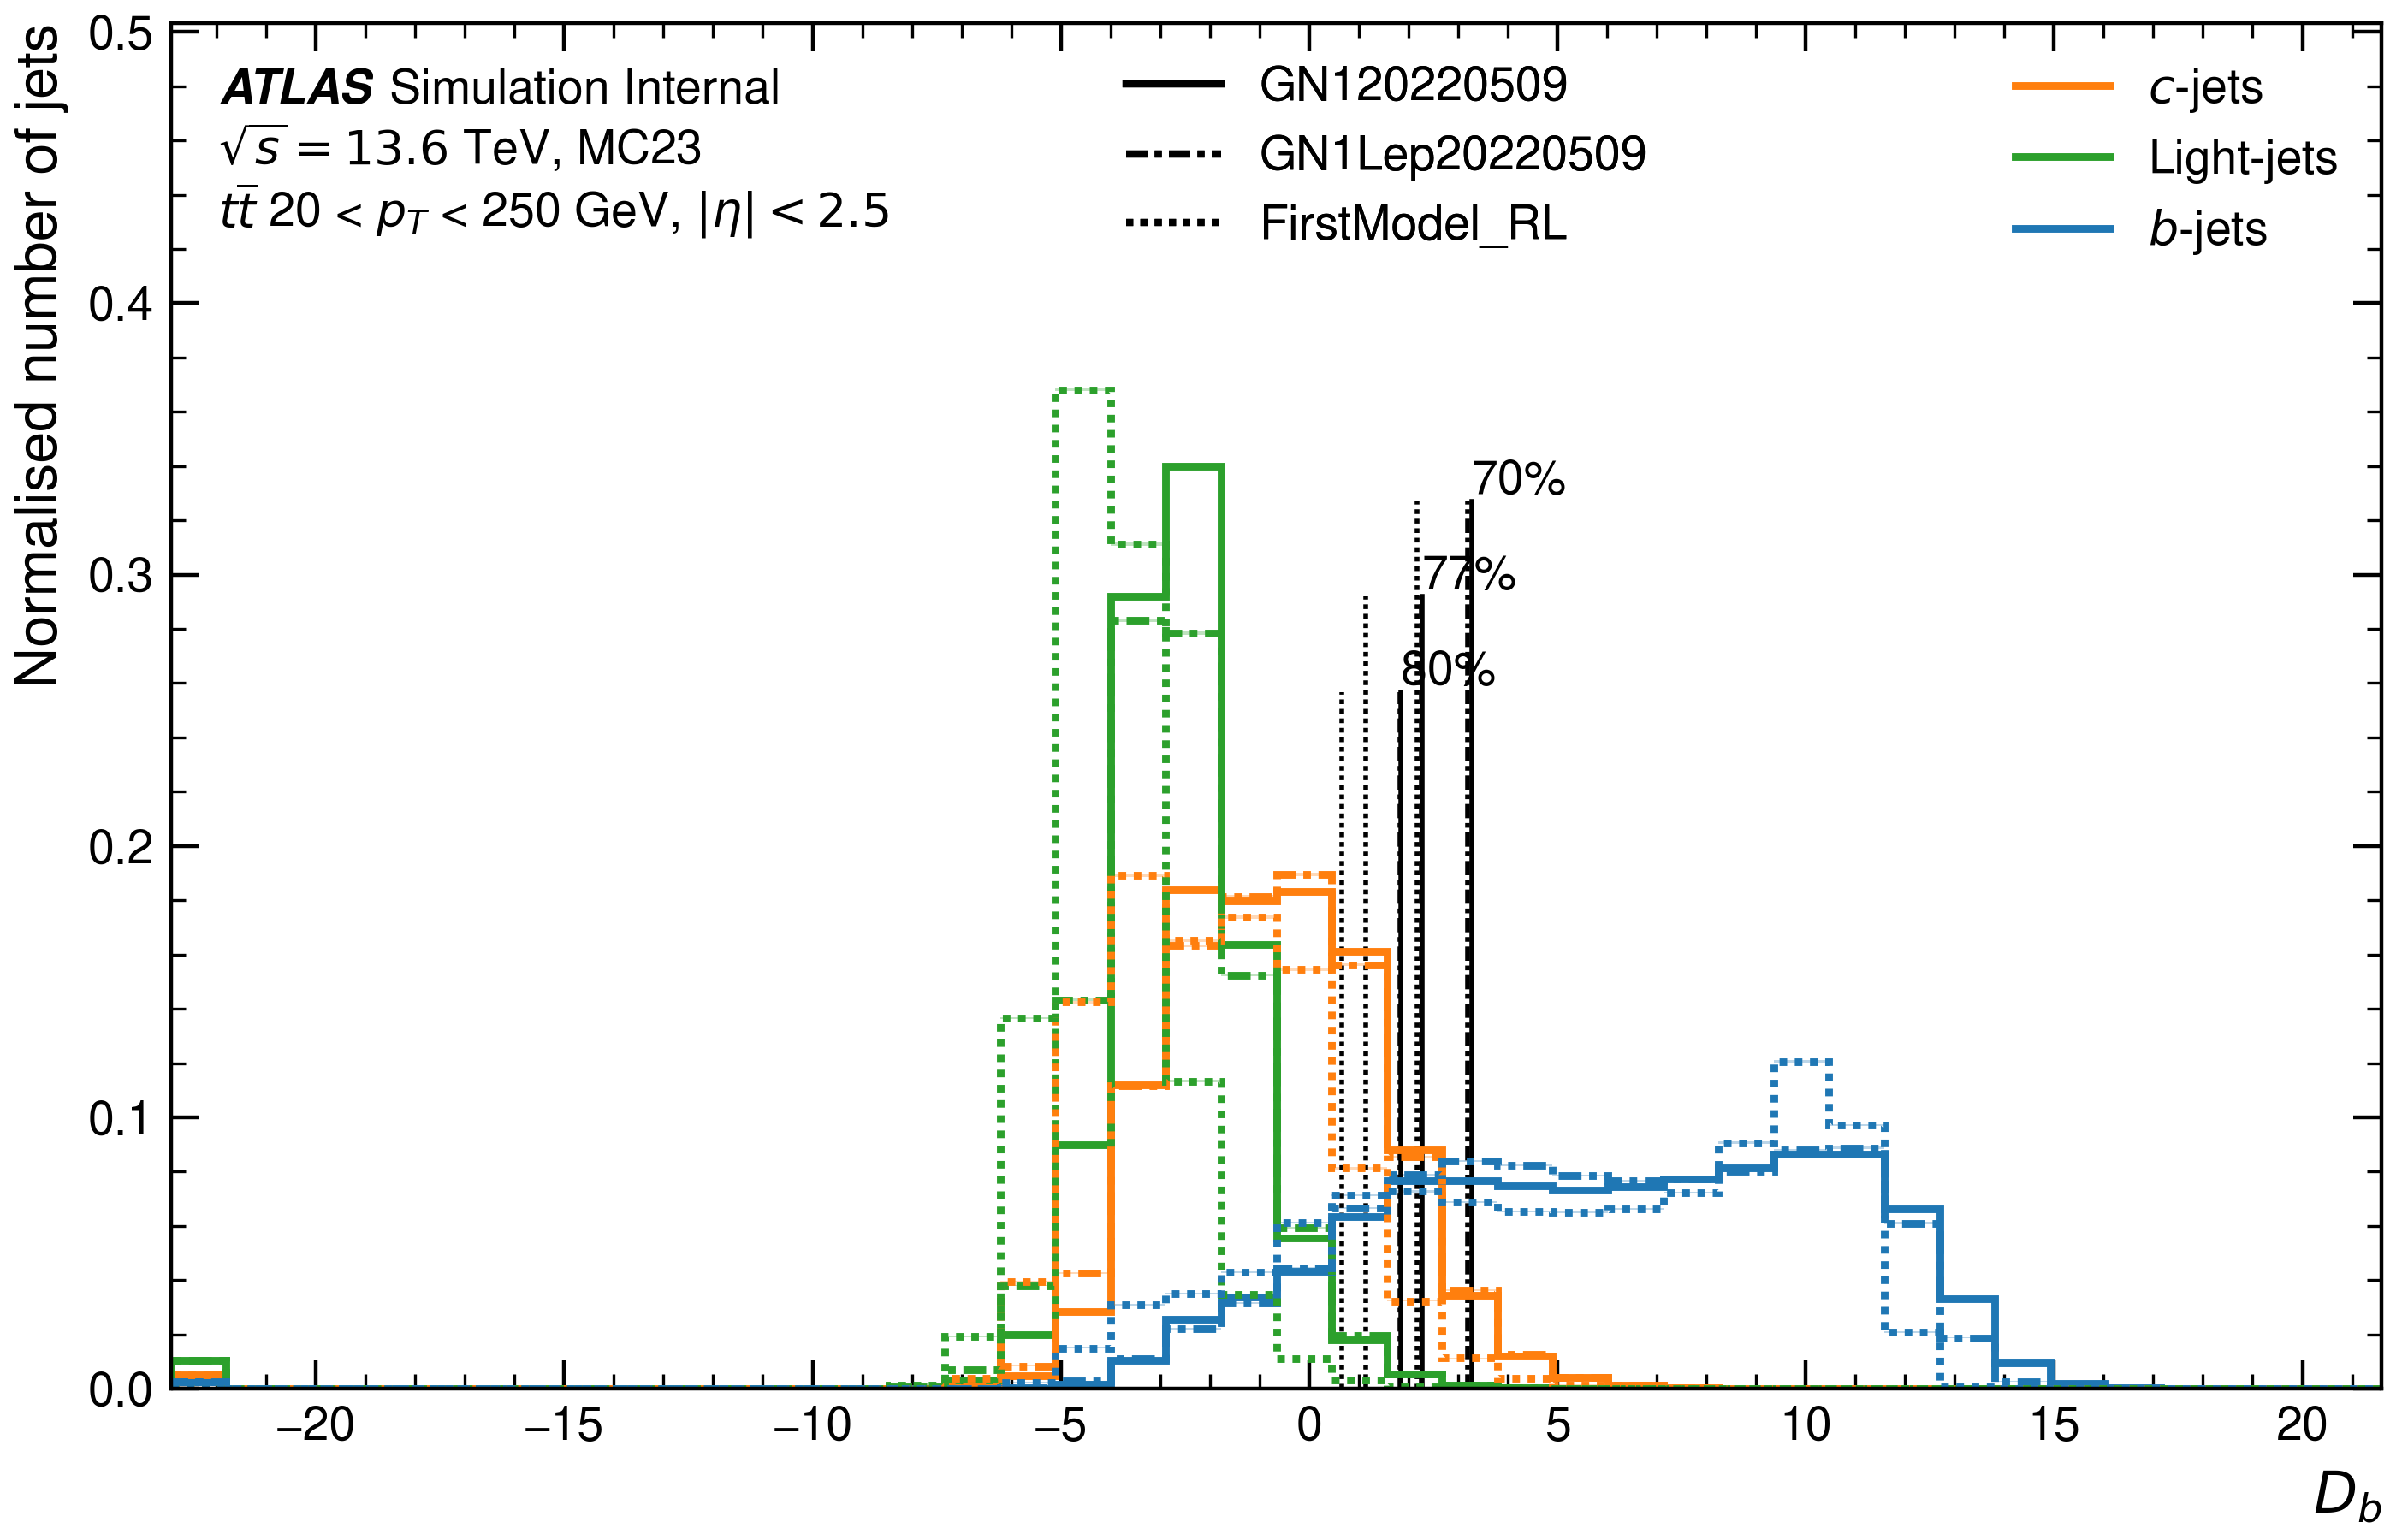 Normalised number of jets
0.5
0.4
0.3
0.2
0.1
0.0
ATLAS Simulation Internal
√s = 13.6 TeV, MC23
tt̄ 20 < p_T < 250 GeV, |η| < 2.5
GN120220509
GN1Lep20220509
FirstModel_RL
c-jets
Light-jets
b-jets
70%
77%
80%
−20 −15 −10 −5 0 5 10 15 20
D_b